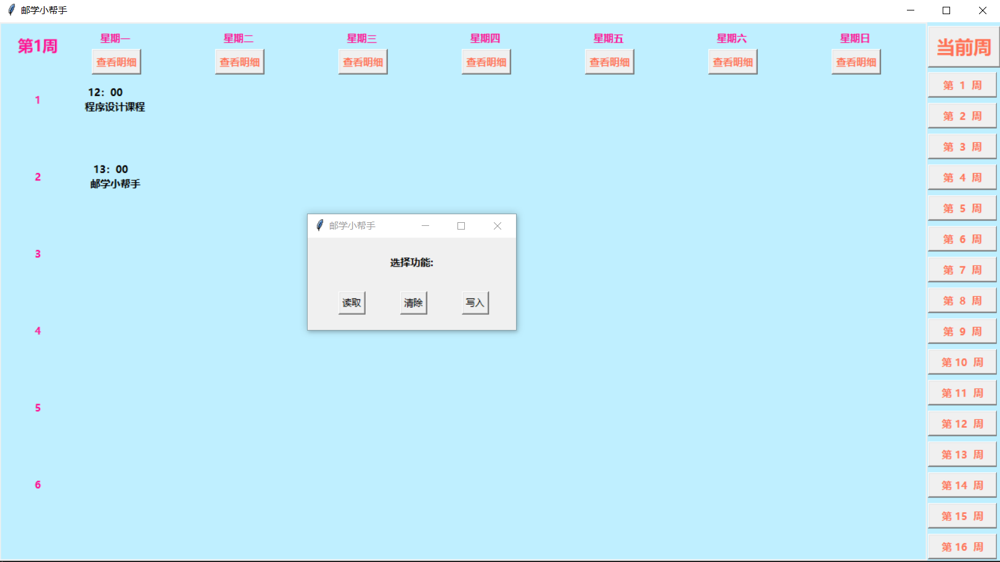 邮学小帮手
第1周
星期一
星期二
星期三
星期四
星期五
星期六
星期日
查看明细
查看明细
查看明细
查看明细
查看明细
查看明细
查看明细
1
12：00
程序设计课程
2
13：00
邮学小帮手
3
4
5
6
邮学小帮手
选择功能:
读取
清除
写入
当前周
第 1 周
第 2 周
第 3 周
第 4 周
第 5 周
第 6 周
第 7 周
第 8 周
第 9 周
第 10 周
第 11 周
第 12 周
第 13 周
第 14 周
第 15 周
第 16 周